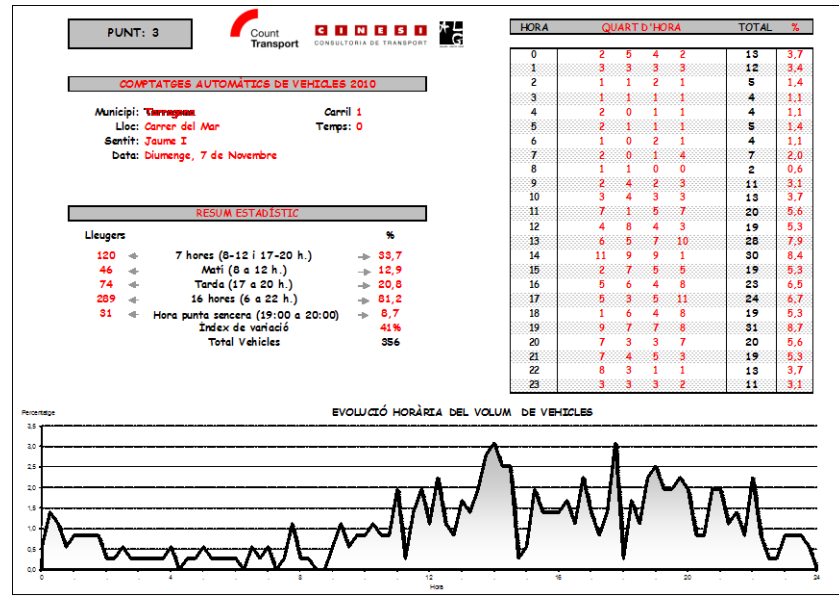 PUNT: 3
Count
Transport
CINESI
CONSULTORIA DE TRANSPORT
COMPTATGES AUTOMÀTICS DE VEHICLES 2010
Municipi: Carril 1
Lloc: Carrer del Mar Temps: 0
Sentit: Jaume I
Data: Diumenge, 7 de Novembre
RESUM ESTADÍSTIC
Lleugers %
120 7 hores (8-12 i 17-20 h.) 33,7
46 Matí (8 a 12 h.) 12,9
74 Tarda (17 a 20 h.) 20,8
289 16 hores (6 a 22 h.) 81,2
31 Hora punta sencera (19:00 a 20:00) 8,7
Índex de variació 41%
Total Vehicles 356
HORA QUART D'HORA TOTAL %
0 2 5 4 2 13 3,7
1 3 3 3 3 12 3,4
2 1 1 2 1 5 1,4
3 1 1 1 1 4 1,1
4 2 0 1 1 4 1,1
5 2 1 1 1 5 1,4
6 1 0 2 1 4 1,1
7 2 0 1 4 7 2,0
8 1 1 0 0 2 0,6
9 2 4 2 3 11 3,1
10 3 4 3 3 13 3,7
11 7 1 5 7 20 5,6
12 4 8 4 3 19 5,3
13 6 5 7 10 28 7,9
14 11 9 9 1 30 8,4
15 2 7 5 5 19 5,3
16 5 6 4 8 23 6,5
17 5 3 5 11 24 6,7
18 1 6 4 8 19 5,3
19 9 7 7 8 31 8,7
20 7 3 3 7 20 5,6
21 7 4 5 3 19 5,3
22 8 3 1 1 13 3,7
23 3 3 3 2 11 3,1
EVOLUCIÓ HORÀRIA DEL VOLUM DE VEHICLES
Percentatge
3,5
3,0
2,5
2,0
1,5
1,0
0,5
0,0
0 4 8 12 16 20 24
Hora